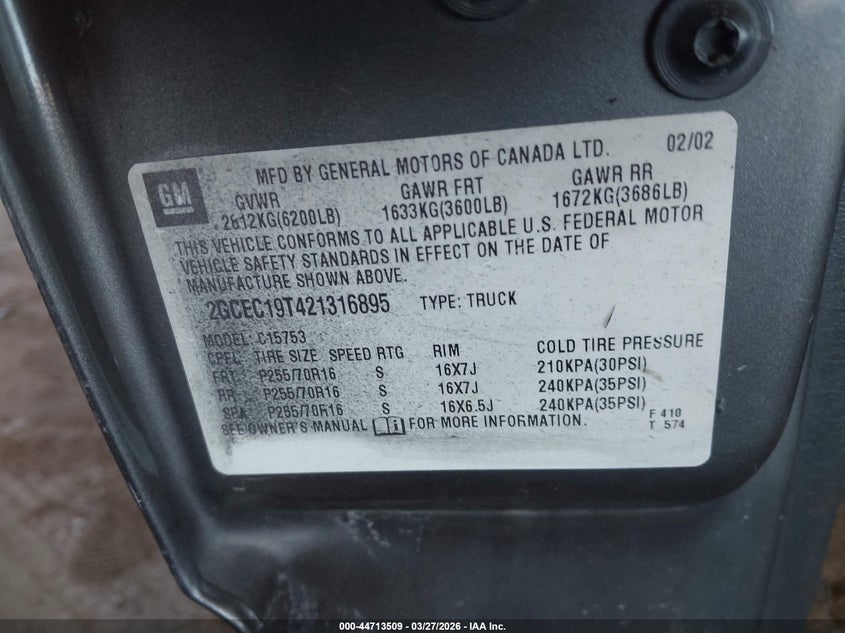 GM
MFD BY GENERAL MOTORS OF CANADA LTD. 02/02
GVWR GAWR FRT GAWR RR
2812KG(6200LB) 1633KG(3600LB) 1672KG(3686LB)
THIS VEHICLE CONFORMS TO ALL APPLICABLE U.S. FEDERAL MOTOR
VEHICLE SAFETY STANDARDS IN EFFECT ON THE DATE OF
MANUFACTURE SHOWN ABOVE.
2GCEC19T421316895 TYPE: TRUCK
MODEL: C15753
TIRE SIZE SPEED RTG RIM COLD TIRE PRESSURE
FRT P255/70R16 S 16X7J 210KPA(30PSI)
RR P255/70R16 S 16X7J 240KPA(35PSI)
SPA P255/70R16 S 16X6.5J 240KPA(35PSI)
SEE OWNER'S MANUAL FOR MORE INFORMATION. F 410
T 574
000-44713509 - 03/27/2026 - IAA Inc.